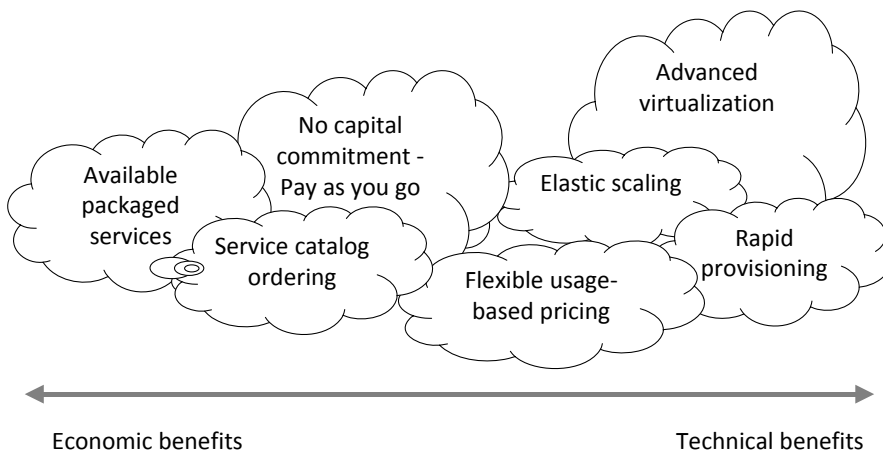 Advanced
virtualization
No capital
commitment -
Pay as you go
Available
packaged
services
Elastic scaling
Service catalog
ordering
Rapid
provisioning
Flexible usage-
based pricing
Economic benefits
Technical benefits